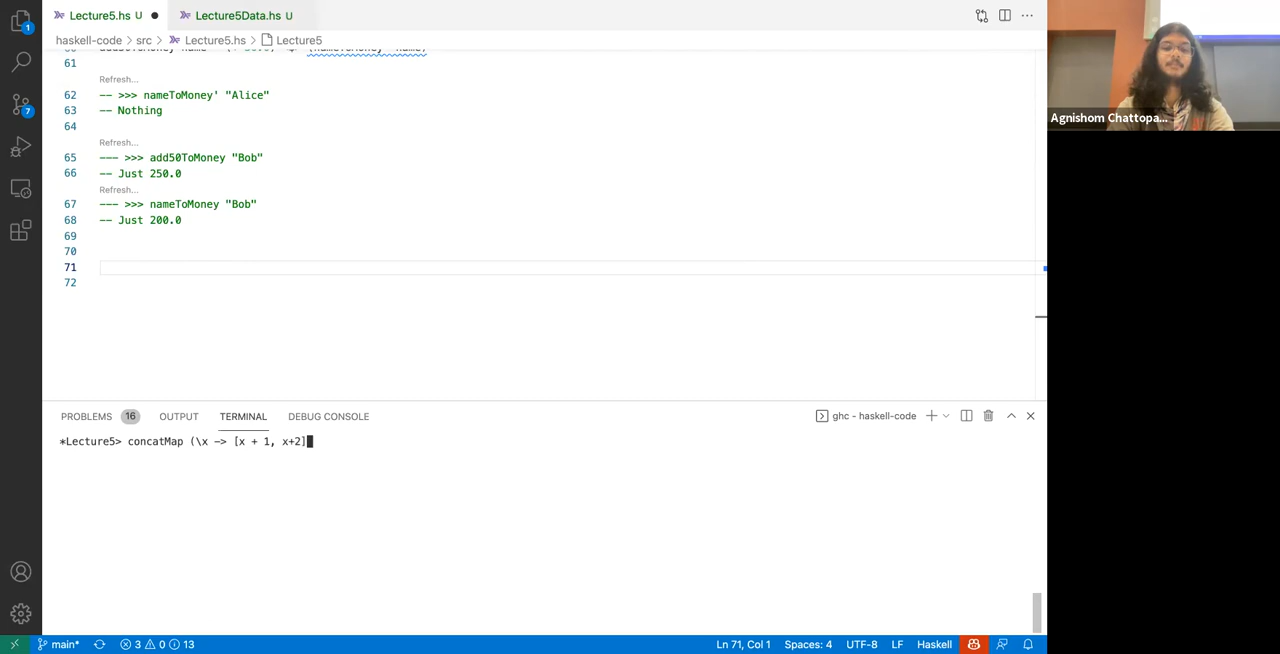 Lecture5.hs U
Lecture5Data.hs U
haskell-code > src > Lecture5.hs > Lecture5
61
Refresh...
62 -- >>> nameToMoney' "Alice"
63 -- Nothing
64
Refresh...
65 --- >>> add50ToMoney "Bob"
66 -- Just 250.0
Refresh...
67 --- >>> nameToMoney "Bob"
68 -- Just 200.0
69
70
71
72
PROBLEMS 16 OUTPUT TERMINAL DEBUG CONSOLE ghc - haskell-code
*Lecture5> concatMap (\x -> [x + 1, x+2]
main* 3 0 13 Ln 71, Col 1 Spaces: 4 UTF-8 LF Haskell
1
7
Agnishom Chattopa...